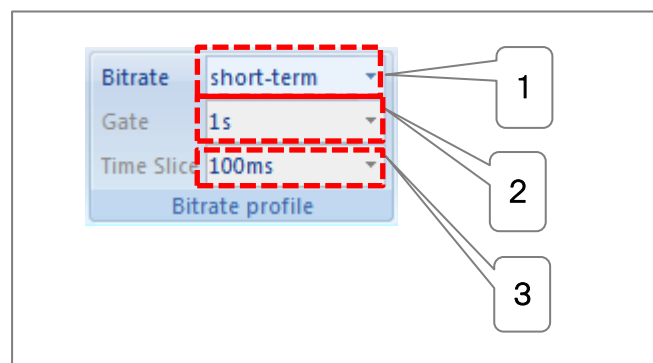 Bitrate short-term
Gate 1s
Time Slice 100ms
Bitrate profile
1
2
3